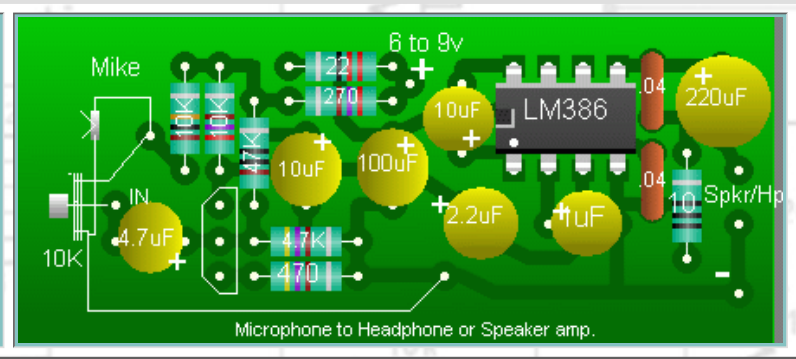 6 to 9v
+
Mike
22
270
10K
10K
47K
10uF
LM386
.04
220uF
10uF
100uF
.04
2.2uF
1uF
10
Spkr/Hp
IN
4.7uF
4.7K
10K
470
-
Microphone to Headphone or Speaker amp.